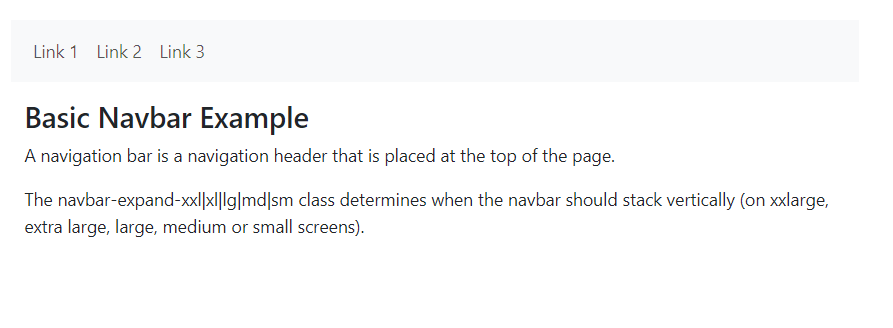 Link 1 Link 2 Link 3
Basic Navbar Example
A navigation bar is a navigation header that is placed at the top of the page.
The navbar-expand-xxl|xl|lg|md|sm class determines when the navbar should stack vertically (on xxlarge,
extra large, large, medium or small screens).